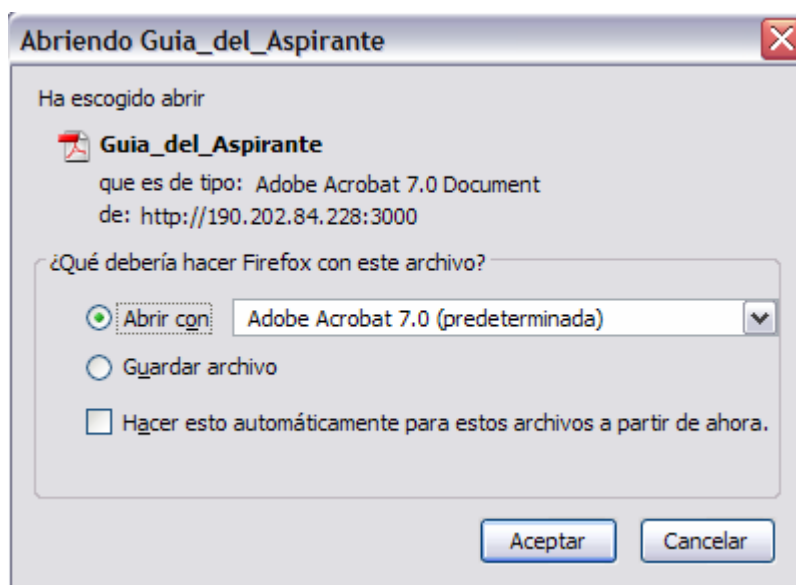 Abriendo Guia_del_Aspirante
Ha escogido abrir
Guia_del_Aspirante
que es de tipo: Adobe Acrobat 7.0 Document
de: http://190.202.84.228:3000
¿Qué debería hacer Firefox con este archivo?
Abrir con Adobe Acrobat 7.0 (predeterminada)
Guardar archivo
Hacer esto automáticamente para estos archivos a partir de ahora.
Aceptar Cancelar